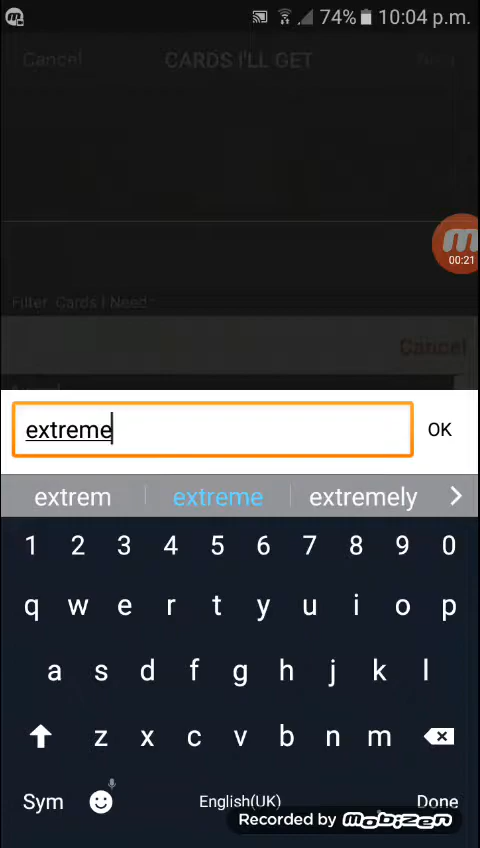 74% 10:04 p.m.
Cancel CARDS I'LL GET Next
00:21
Filter: Cards I Need
Cancel
extreme OK
extrem extreme extremely
1 2 3 4 5 6 7 8 9 0
q w e r t y u i o p
a s d f g h j k l
z x c v b n m
Sym English(UK) Done
Recorded by mobizen